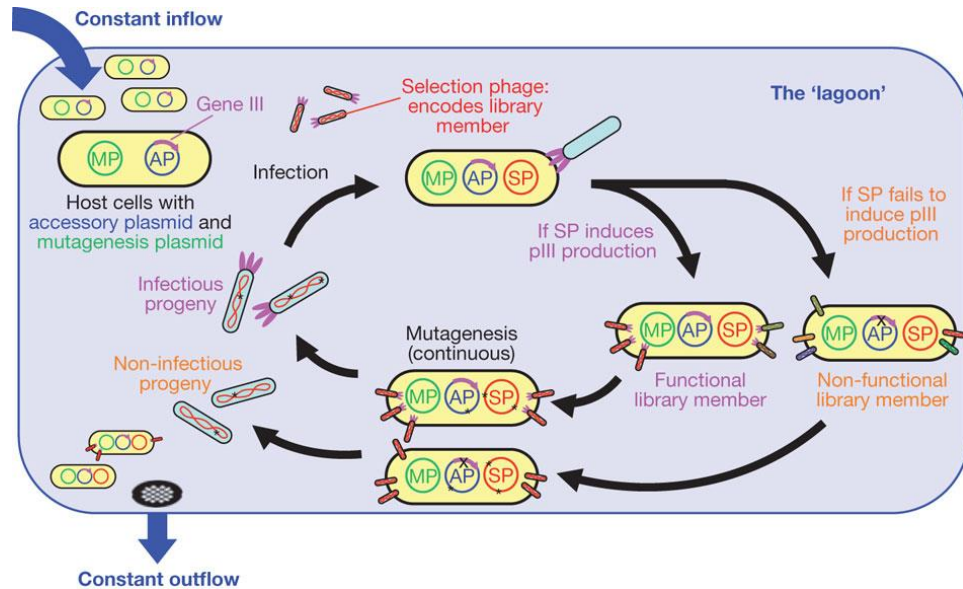 Constant inflow
Gene III
MP
AP
Host cells with
accessory plasmid and
mutagenesis plasmid
Selection phage:
encodes library
member
The ‘lagoon’
Infection
MP
AP
SP
If SP induces
pIII production
If SP fails to
induce pIII
production
Infectious
progeny
Mutagenesis
(continuous)
MP
AP
SP
MP
AP
SP
Functional
library member
Non-functional
library member
Non-infectious
progeny
MP
AP
SP
MP
AP
SP
Constant outflow